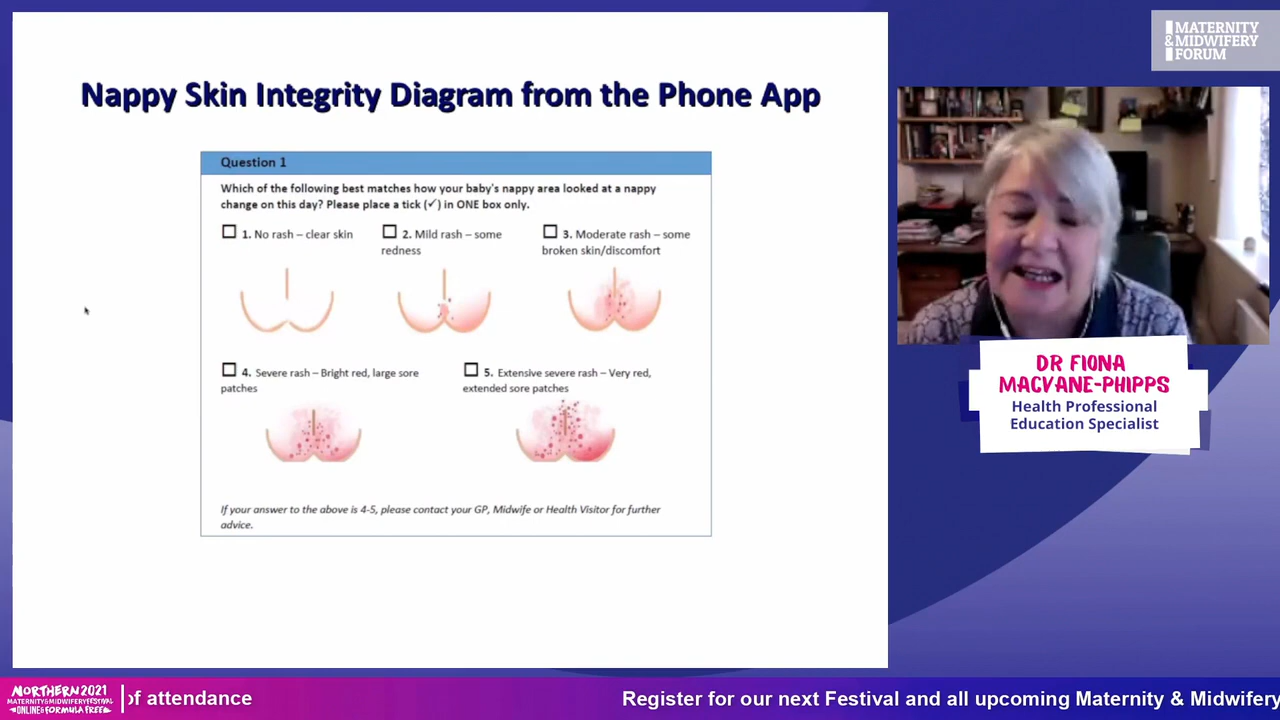 Nappy Skin Integrity Diagram from the Phone App
Question 1
Which of the following best matches how your baby's nappy area looked at a nappy
change on this day? Please place a tick (✓) in ONE box only.
1. No rash – clear skin
2. Mild rash – some
redness
3. Moderate rash – some
broken skin/discomfort
4. Severe rash – Bright red, large sore
patches
5. Extensive severe rash – Very red,
extended sore patches
If your answer to the above is 4-5, please contact your GP, Midwife or Health Visitor for further
advice.
MATERNITY
&MIDWIFERY
FORUM
DR FIONA
MACVANE-PHIPPS
Health Professional
Education Specialist
NORTHERN 2021
MATERNITY&MIDWIFERY FESTIVAL
ONLINE&FORMULA FREE
of attendance
Register for our next Festival and all upcoming Maternity & Midwifery